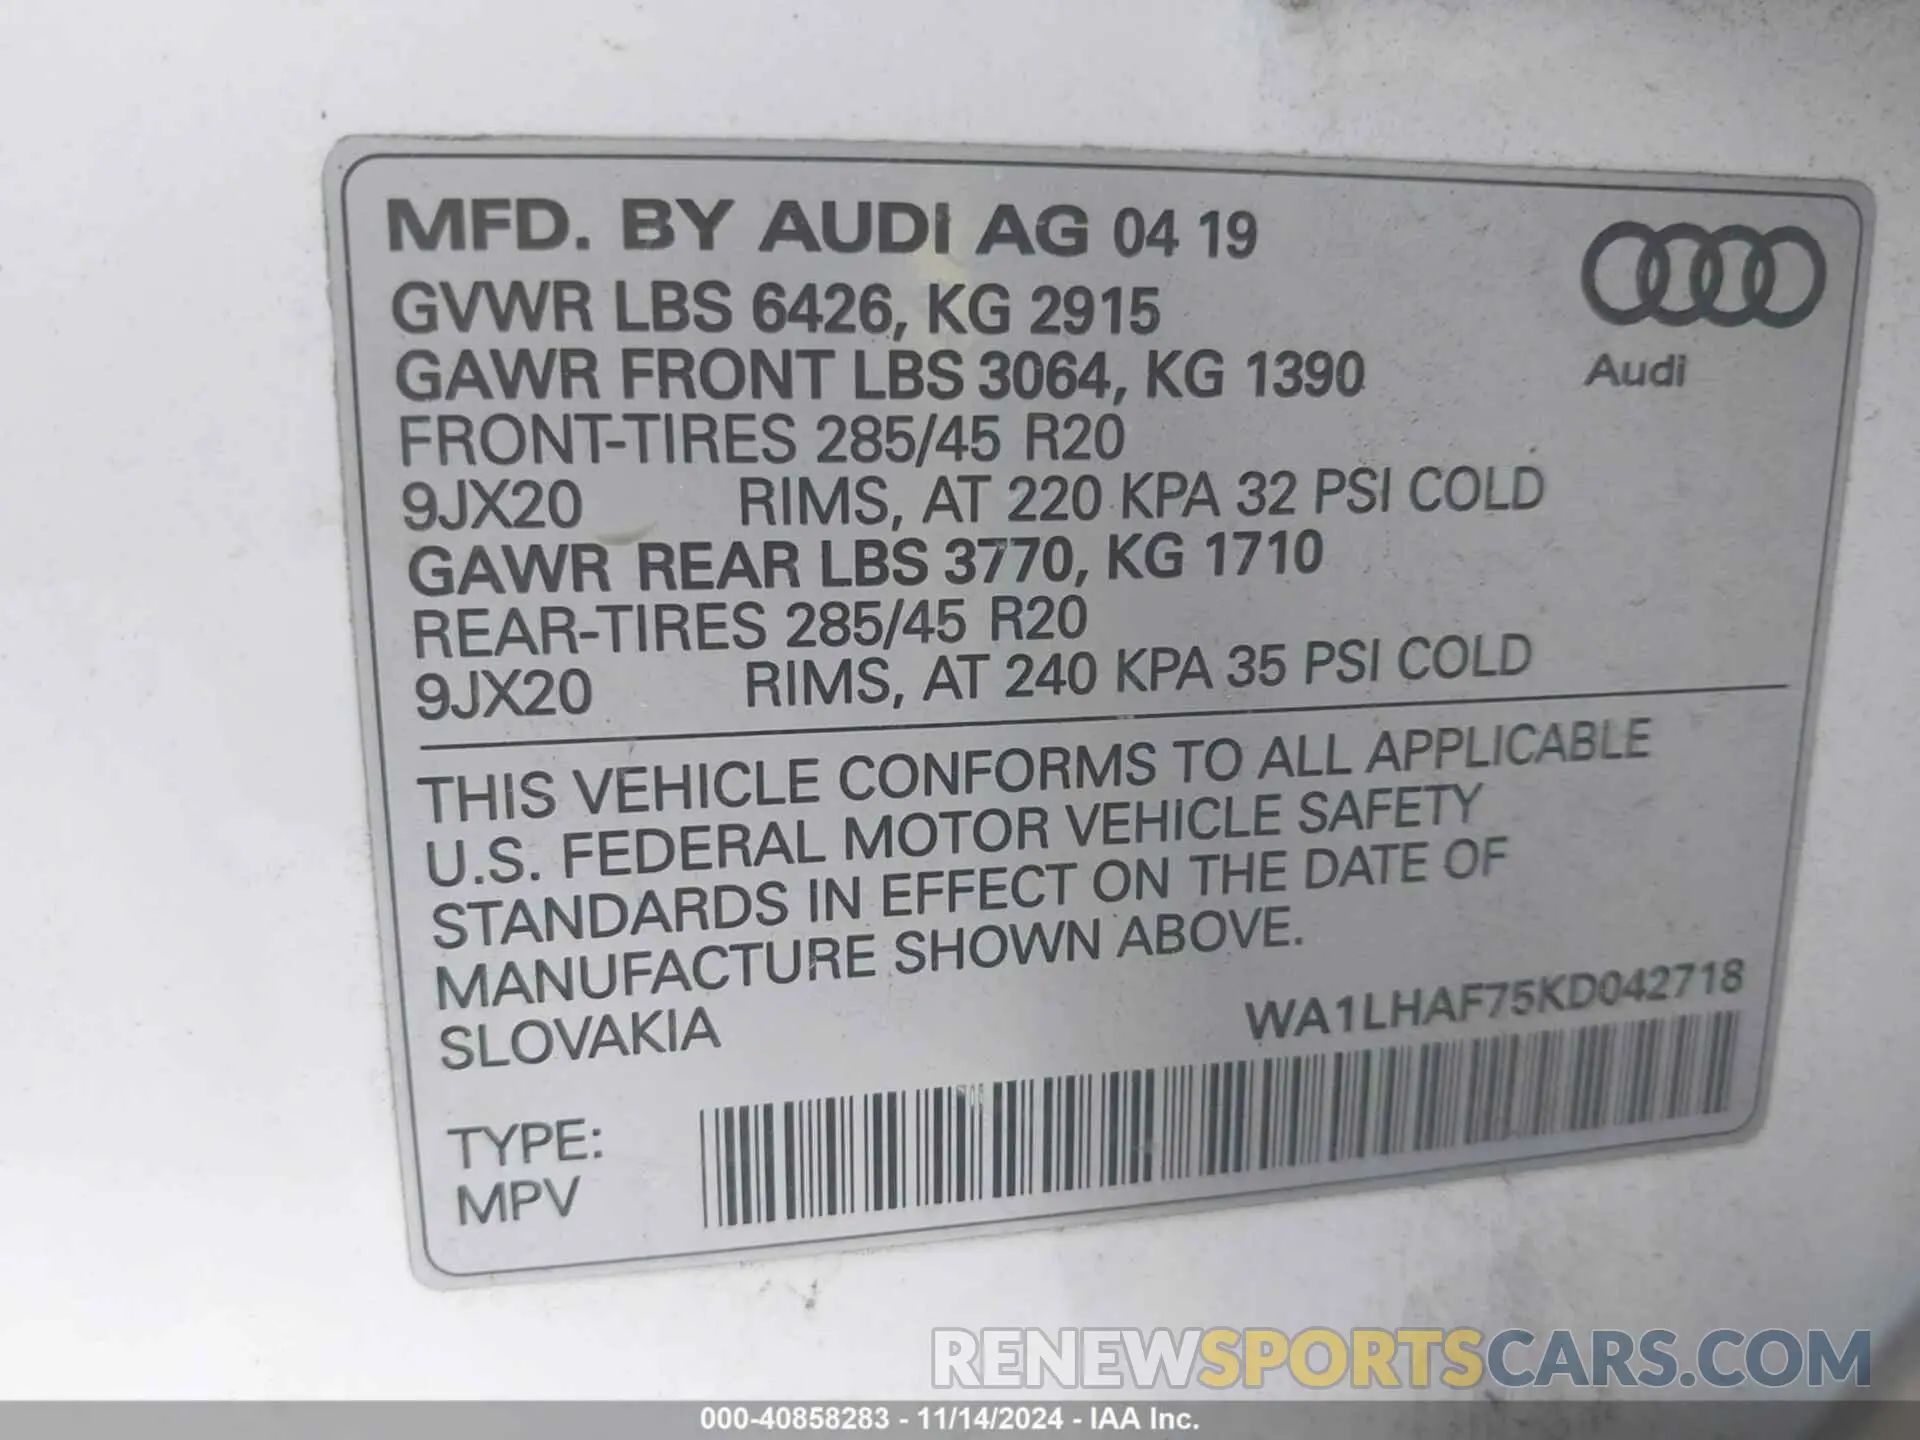 MFD. BY AUDI AG 04 19
GVWR LBS 6426, KG 2915
GAWR FRONT LBS 3064, KG 1390
Audi
FRONT-TIRES 285/45 R20
9JX20 RIMS, AT 220 KPA 32 PSI COLD
GAWR REAR LBS 3770, KG 1710
REAR-TIRES 285/45 R20
9JX20 RIMS, AT 240 KPA 35 PSI COLD
THIS VEHICLE CONFORMS TO ALL APPLICABLE
U.S. FEDERAL MOTOR VEHICLE SAFETY
STANDARDS IN EFFECT ON THE DATE OF
MANUFACTURE SHOWN ABOVE.
SLOVAKIA
WA1LHAF75KD042718
TYPE:
MPV
RENEWSPORTSCARS.COM
000-40858283 - 11/14/2024 - IAA Inc.